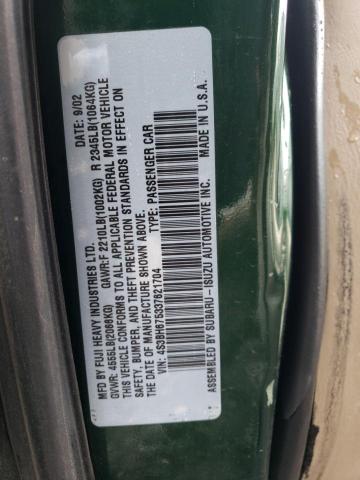 MFD. BY FUJI HEAVY INDUSTRIES LTD. DATE: 9/02
GVWR: 4555LB(2066KG) GAWR:F 2210LB(1002KG) R 2345LB(1064KG)
THIS VEHICLE CONFORMS TO ALL APPLICABLE FEDERAL MOTOR VEHICLE
SAFETY, BUMPER, AND THEFT PREVENTION STANDARDS IN EFFECT ON
THE DATE OF MANUFACTURE SHOWN ABOVE.
VIN: 4S3BH675337621704 TYPE: PASSENGER CAR
ASSEMBLED BY SUBARU-ISUZU AUTOMOTIVE INC. MADE IN U.S.A.